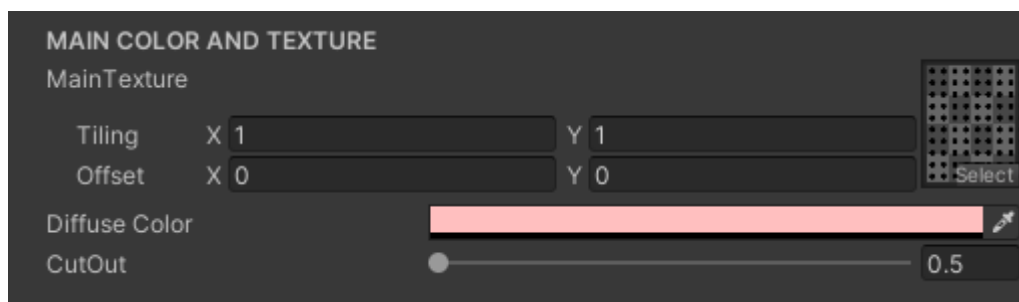 MAIN COLOR AND TEXTURE
MainTexture
Tiling X 1 Y 1
Offset X 0 Y 0
Select
Diffuse Color
CutOut 0.5